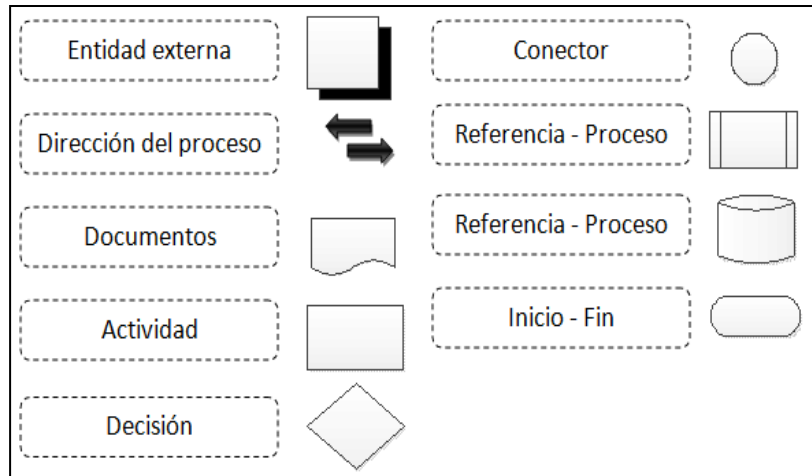 Entidad externa
Conector
Dirección del proceso
Referencia - Proceso
Documentos
Referencia - Proceso
Actividad
Inicio - Fin
Decisión